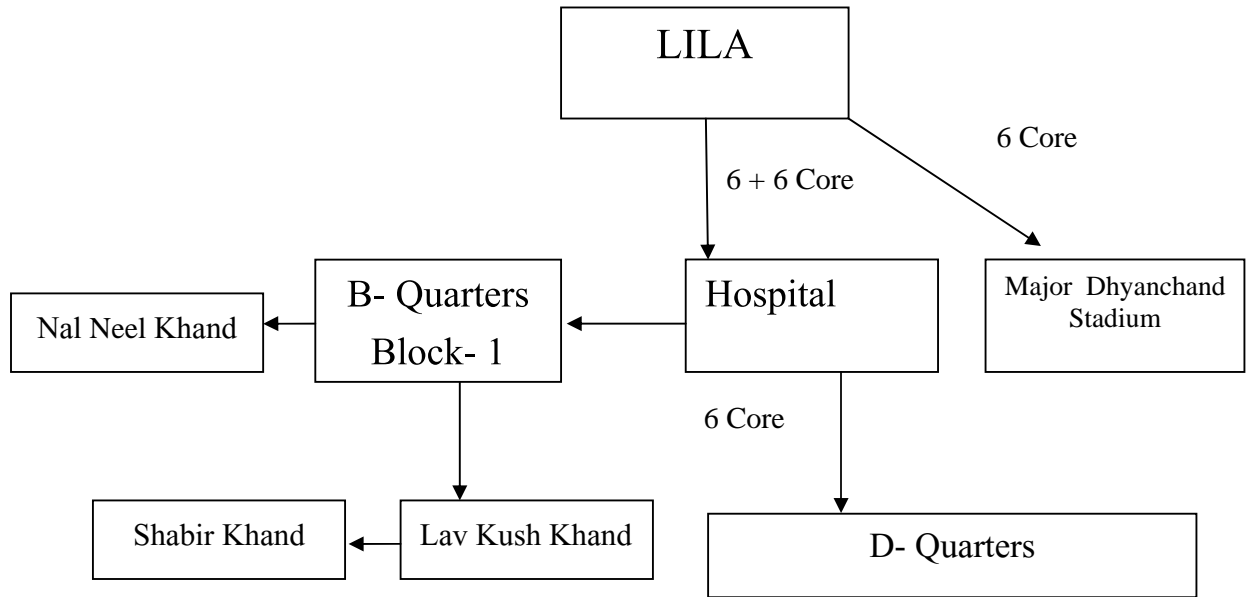 LILA
6 Core
6 + 6 Core
B- Quarters
Block- 1
Hospital
Major Dhyanchand
Stadium
Nal Neel Khand
6 Core
Shabir Khand
Lav Kush Khand
D- Quarters